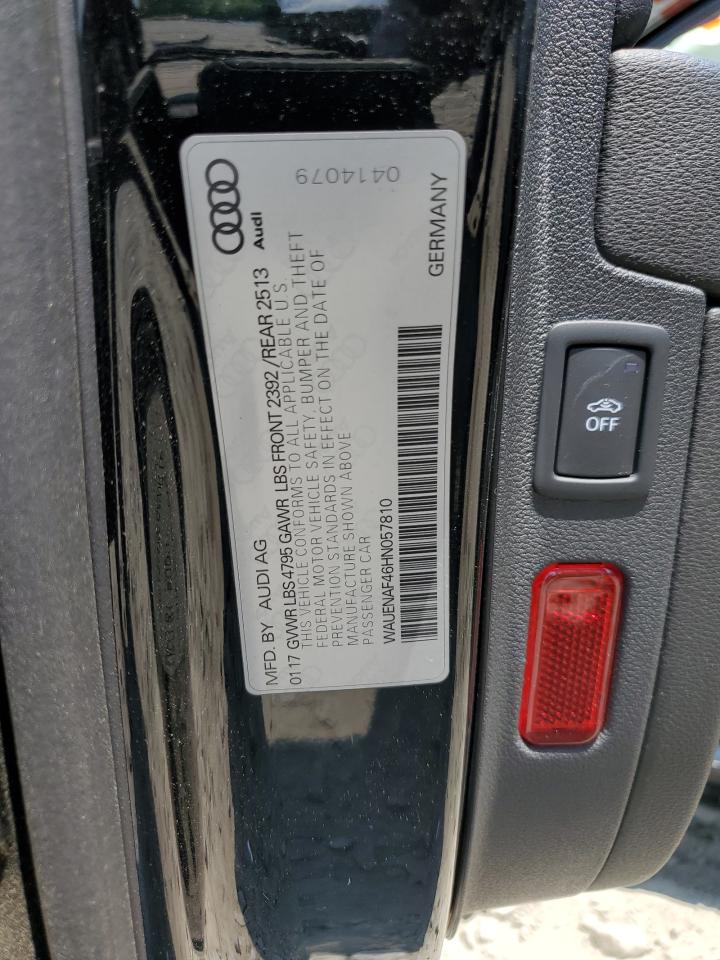 Audi
0414079
MFD. BY AUDI AG
0117 GVWR LBS 4795 GAWR LBS FRONT 2392 /REAR 2513
THIS VEHICLE CONFORMS TO ALL APPLICABLE U.S.
FEDERAL MOTOR VEHICLE SAFETY, BUMPER AND THEFT
PREVENTION STANDARDS IN EFFECT ON THE DATE OF
MANUFACTURE SHOWN ABOVE
PASSENGER CAR
WAUENAF46HN057810
GERMANY
OFF